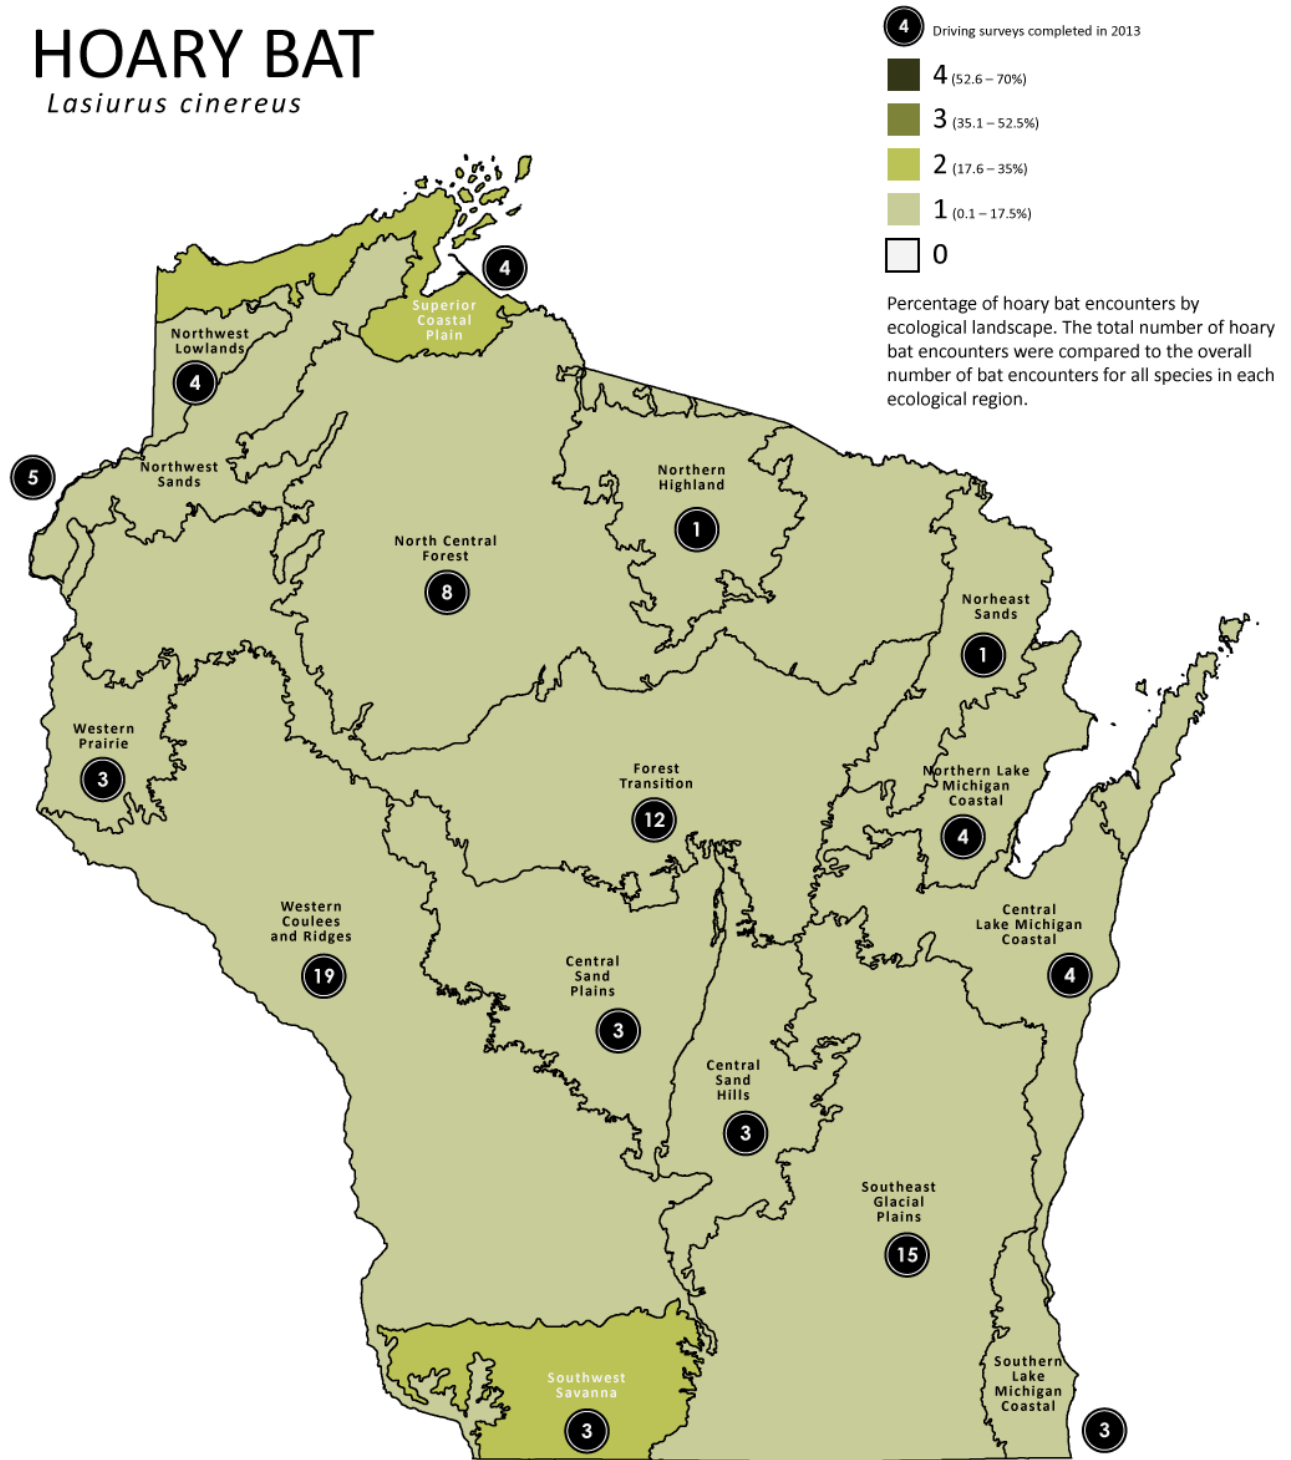 HOARY BAT
Lasiurus cinereus
4 Driving surveys completed in 2013
4 (52.6 – 70%)
3 (35.1 – 52.5%)
2 (17.6 – 35%)
1 (0.1 – 17.5%)
0
Percentage of hoary bat encounters by
ecological landscape. The total number of hoary
bat encounters were compared to the overall
number of bat encounters for all species in each
ecological region.
4
Superior
Coastal
Plain
Northwest
Lowlands
4
5
Northwest
Sands
Northern
Highland
1
North Central
Forest
8
Norheast
Sands
1
Western
Prairie
3
Forest
Transition
12
Northern Lake
Michigan
Coastal
4
Western
Coulees
and Ridges
19
Central
Lake Michigan
Coastal
4
Central
Sand
Plains
3
Central
Sand
Hills
3
Southeast
Glacial
Plains
15
Southwest
Savanna
3
Southern
Lake
Michigan
Coastal
3